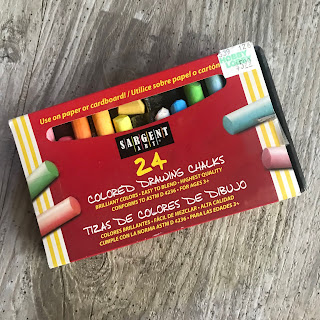 HOBBY
LOBBY
Use on paper or cardboard! / Utilice sobre papel o cartón
SARGENT
ART
24
COLORED DRAWING CHALKS
BRILLIANT COLORS • EASY TO BLEND • HIGHEST QUALITY
CONFORMS TO ASTM D 4236 • FOR AGES 3+
TIZAS DE COLORES DE DIBUJO
COLORES BRILLANTES • FÁCIL DE MEZCLAR • ALTA CALIDAD
CUMPLE CON LA NORMA ASTM D 4236 • PARA LAS EDADES 3+